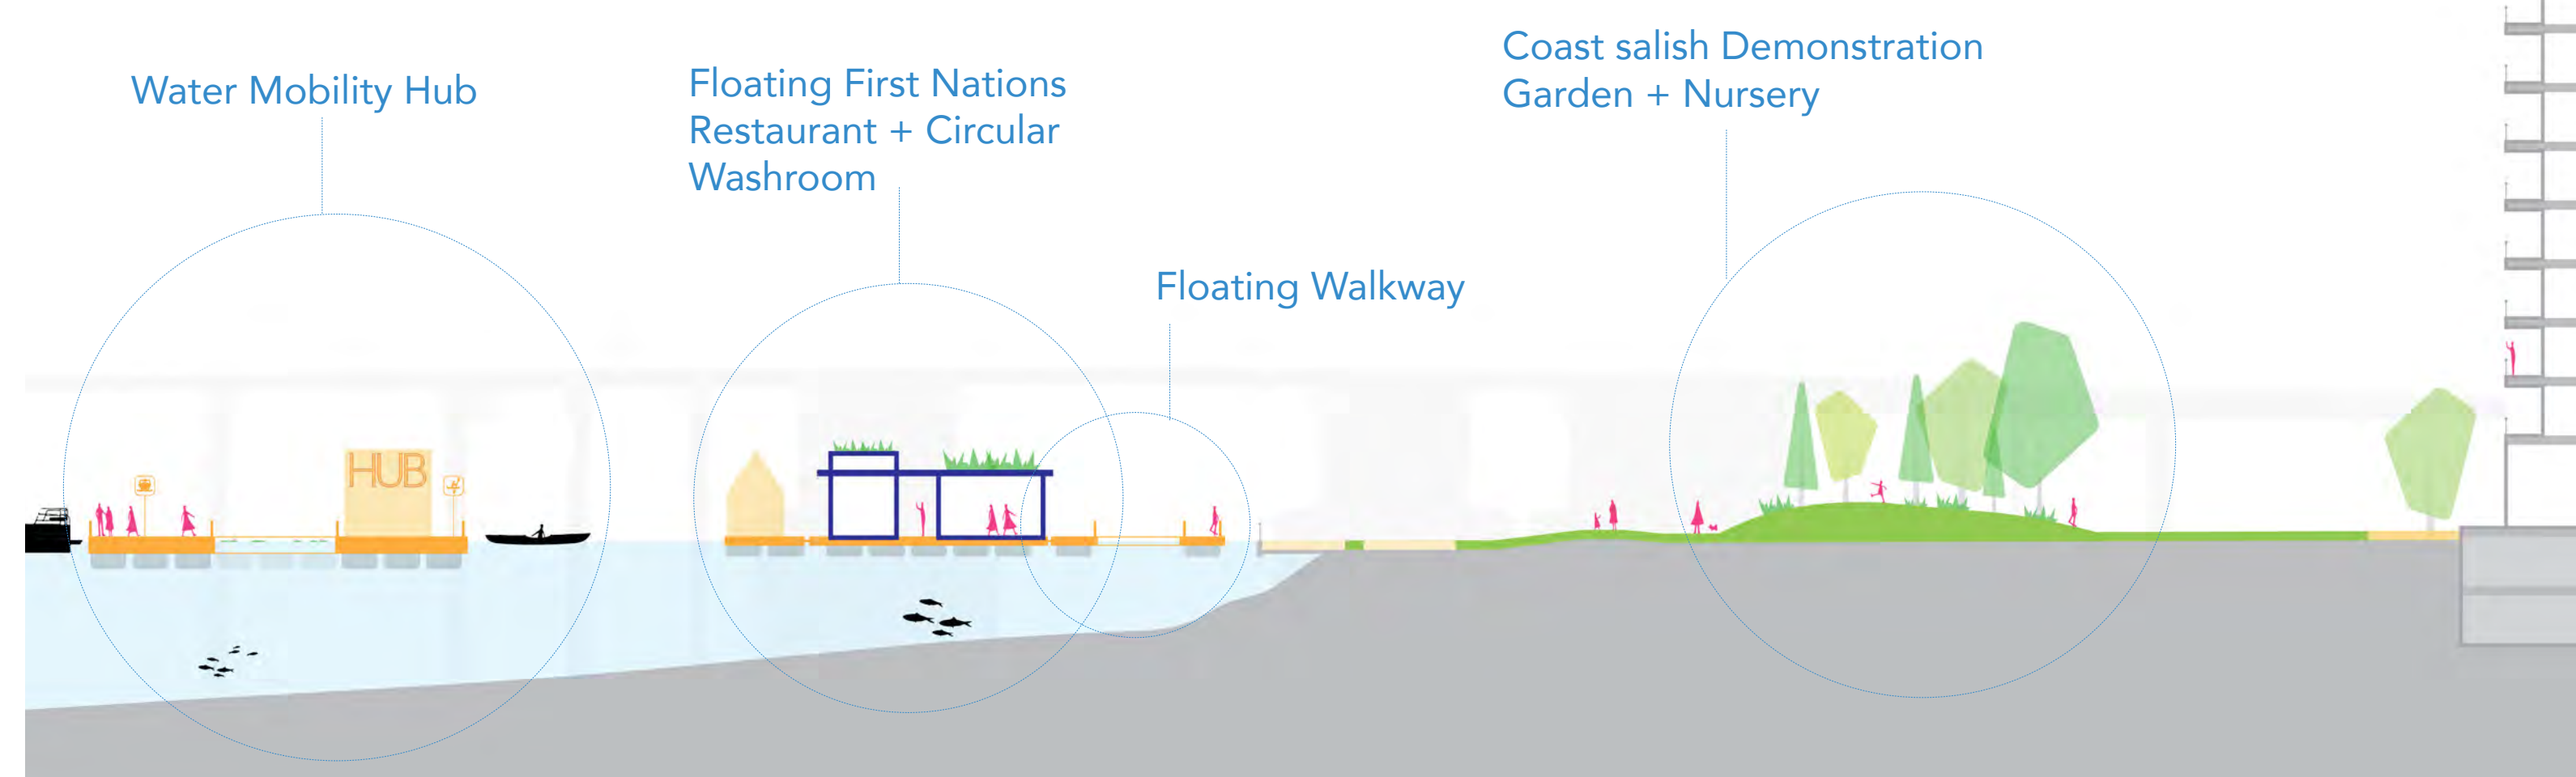 Water Mobility Hub
Floating First Nations
Restaurant + Circular
Washroom
Floating Walkway
Coast salish Demonstration
Garden + Nursery
HUB